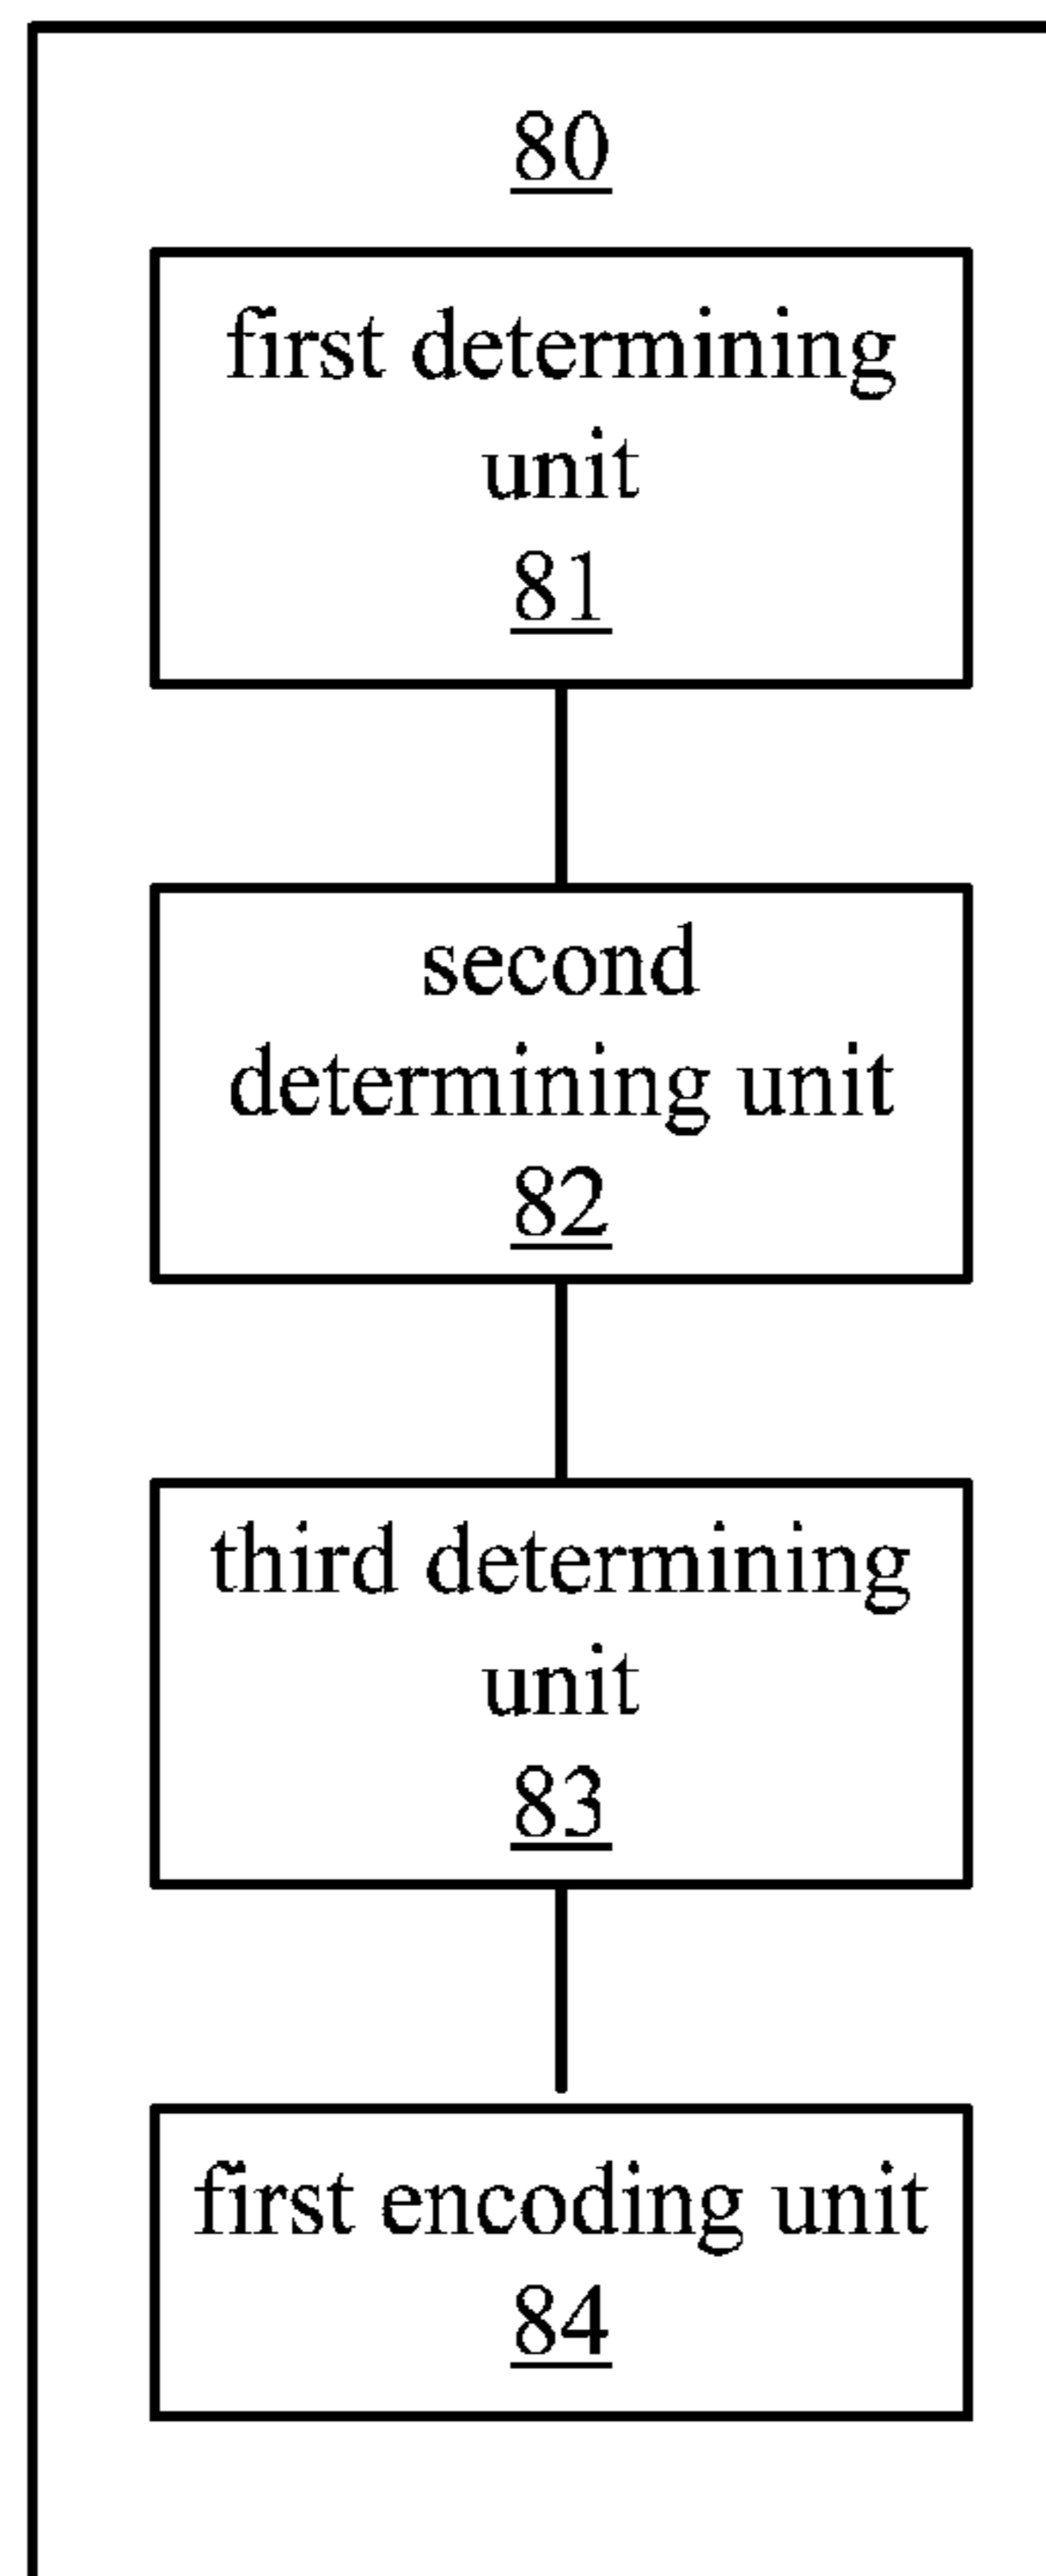 80
first determining
unit
81
second
determining unit
82
third determining
unit
83
first encoding unit
84